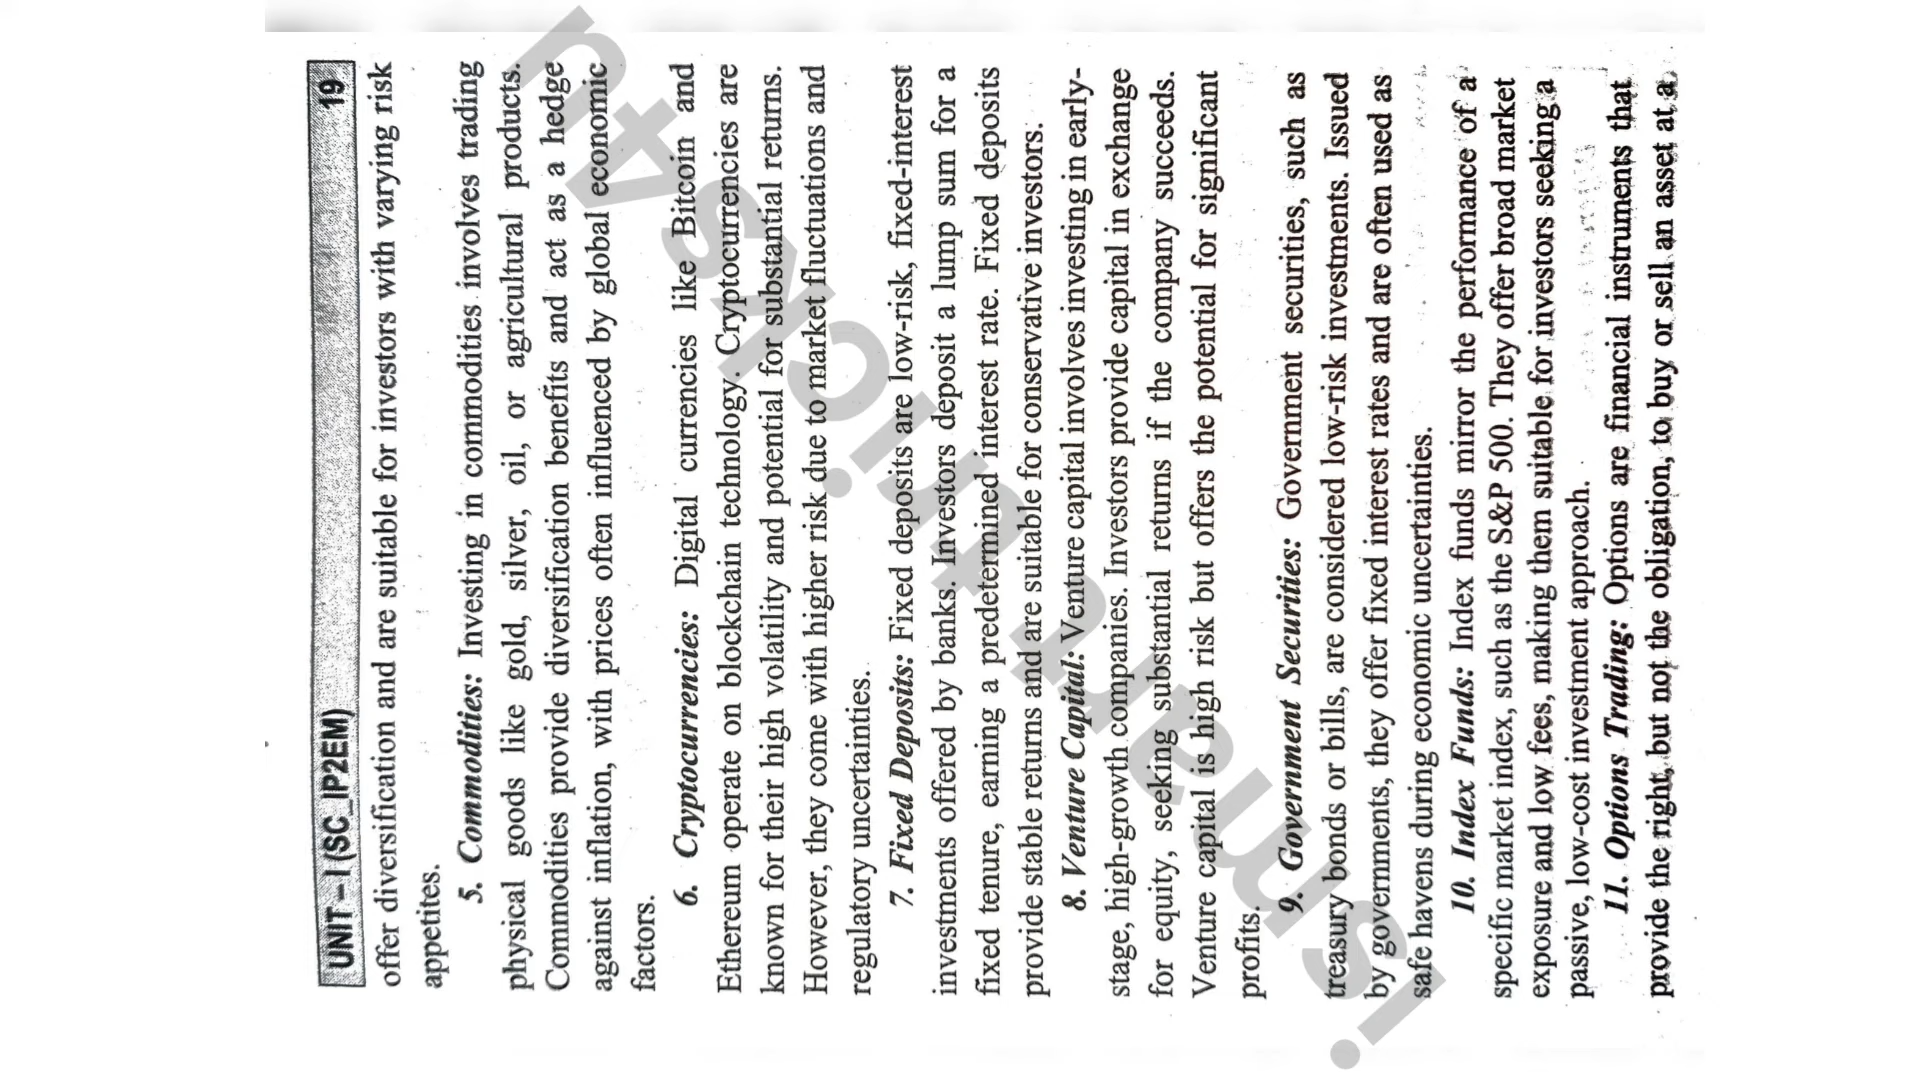 UNIT – I (SC_IP2EM) 19
offer diversification and are suitable for investors with varying risk
appetites.
5. Commodities: Investing in commodities involves trading
physical goods like gold, silver, oil, or agricultural products.
Commodities provide diversification benefits and act as a hedge
against inflation, with prices often influenced by global economic
factors.
6. Cryptocurrencies: Digital currencies like Bitcoin and
Ethereum operate on blockchain technology. Cryptocurrencies are
known for their high volatility and potential for substantial returns.
However, they come with higher risk due to market fluctuations and
regulatory uncertainties.
7. Fixed Deposits: Fixed deposits are low-risk, fixed-interest
investments offered by banks. Investors deposit a lump sum for a
fixed tenure, earning a predetermined interest rate. Fixed deposits
provide stable returns and are suitable for conservative investors.
8. Venture Capital: Venture capital involves investing in early-
stage, high-growth companies. Investors provide capital in exchange
for equity, seeking substantial returns if the company succeeds.
Venture capital is high risk but offers the potential for significant
profits.
9. Government Securities: Government securities, such as
treasury bonds or bills, are considered low-risk investments. Issued
by governments, they offer fixed interest rates and are often used as
safe havens during economic uncertainties.
10. Index Funds: Index funds mirror the performance of a
specific market index, such as the S&P 500. They offer broad market
exposure and low fees, making them suitable for investors seeking a
passive, low-cost investment approach.
11. Options Trading: Options are financial instruments that
provide the right, but not the obligation, to buy or sell an asset at a
ismartricks4u